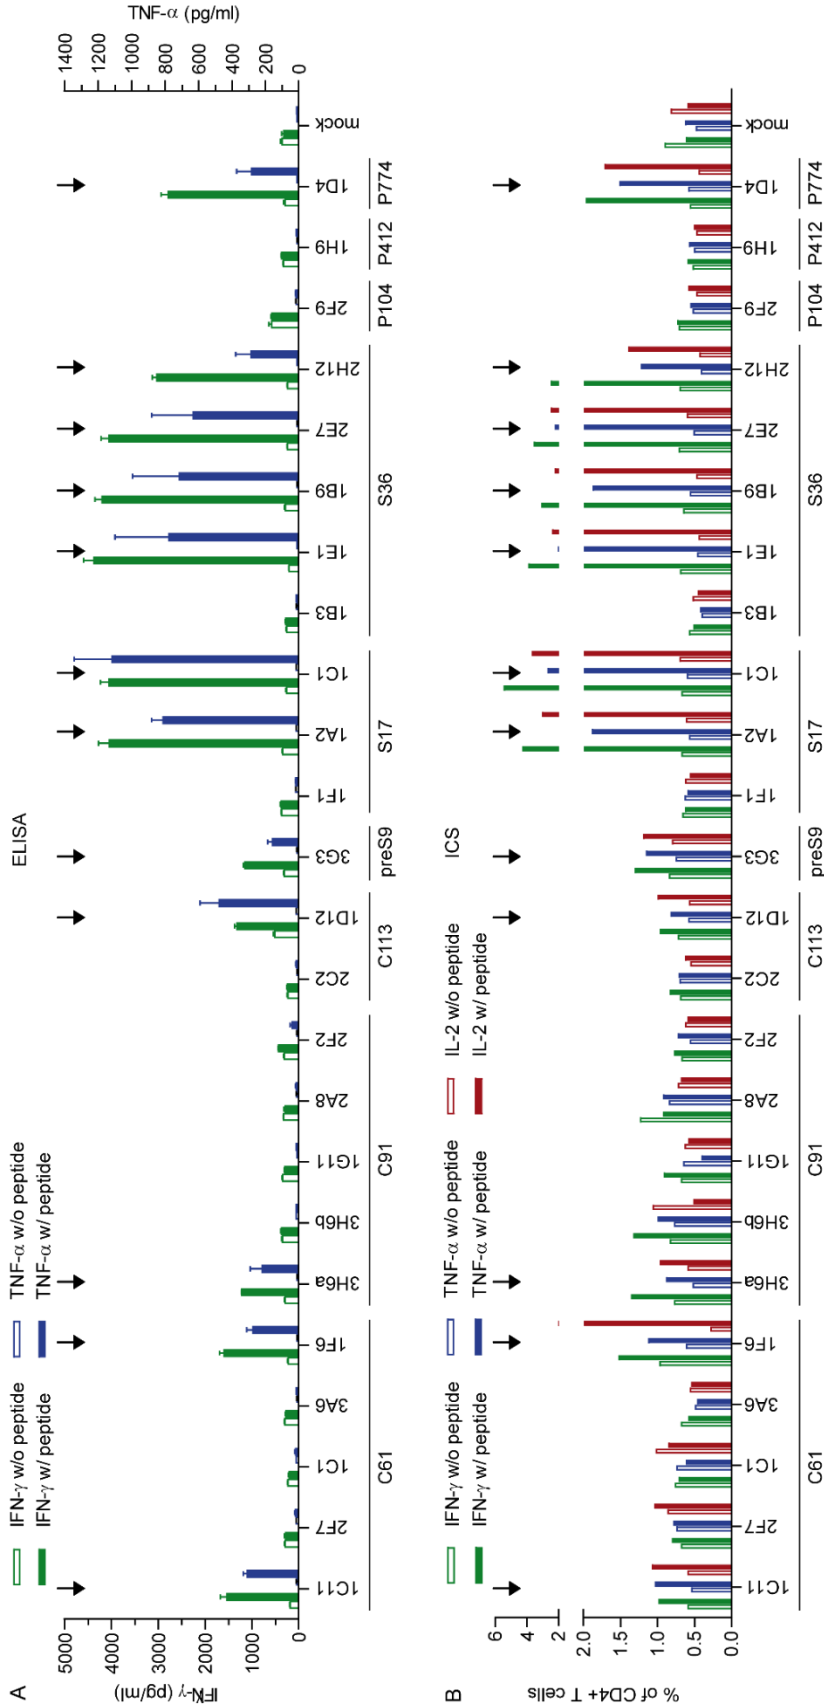 A
ELISA
IFN-γ w/o peptide
TNF-α w/o peptide
IFN-γ w/ peptide
TNF-α w/ peptide
IFN-γ (pg/ml)
5000
4000
3000
2000
1000
0
TNF-α (pg/ml)
1400
1200
1000
800
600
400
200
0
1C11 2F7 1C1 3A6 1F6 3H6a 3H6b 1G11 2A8 2F2 2C2 1D12 3G3 1F1 1A2 1C1 1B3 1E1 1B9 2E7 2H12 2F9 1H9 1D4 mock
C61 C91 C113 preS9 S17 S36 P104 P412 P774
B
ICS
IFN-γ w/o peptide
TNF-α w/o peptide
IL-2 w/o peptide
IFN-γ w/ peptide
TNF-α w/ peptide
IL-2 w/ peptide
% of CD4+ T cells
6
4
2
2.0
1.5
1.0
0.5
0.0
1C11 2F7 1C1 3A6 1F6 3H6a 3H6b 1G11 2A8 2F2 2C2 1D12 3G3 1F1 1A2 1C1 1B3 1E1 1B9 2E7 2H12 2F9 1H9 1D4 mock
C61 C91 C113 preS9 S17 S36 P104 P412 P774